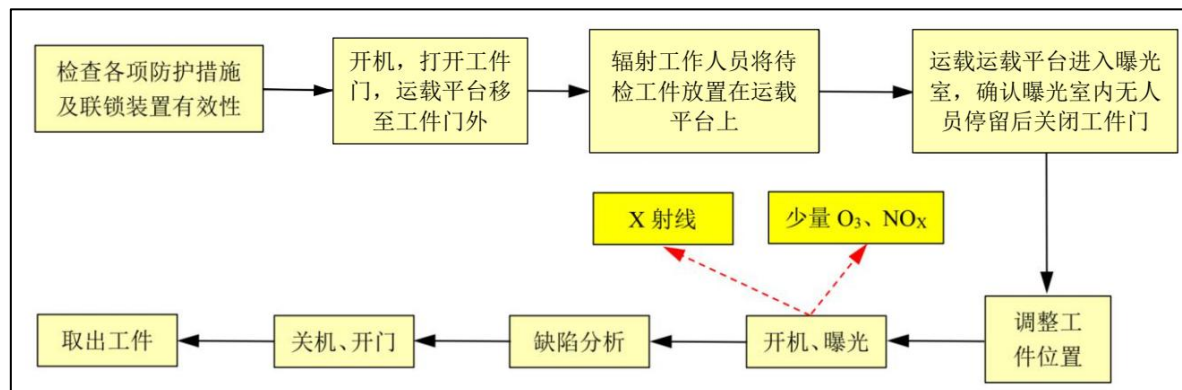 检查各项防护措施
及联锁装置有效性
开机，打开工件
门，运载平台移
至工件门外
辐射工作人员将待
检工件放置在运载
平台上
运载运载平台进入曝光
室，确认曝光室内无人
员停留后关闭工件门
X 射线
少量 O₃、NOX
调整工
件位置
开机、曝光
缺陷分析
关机、开门
取出工件